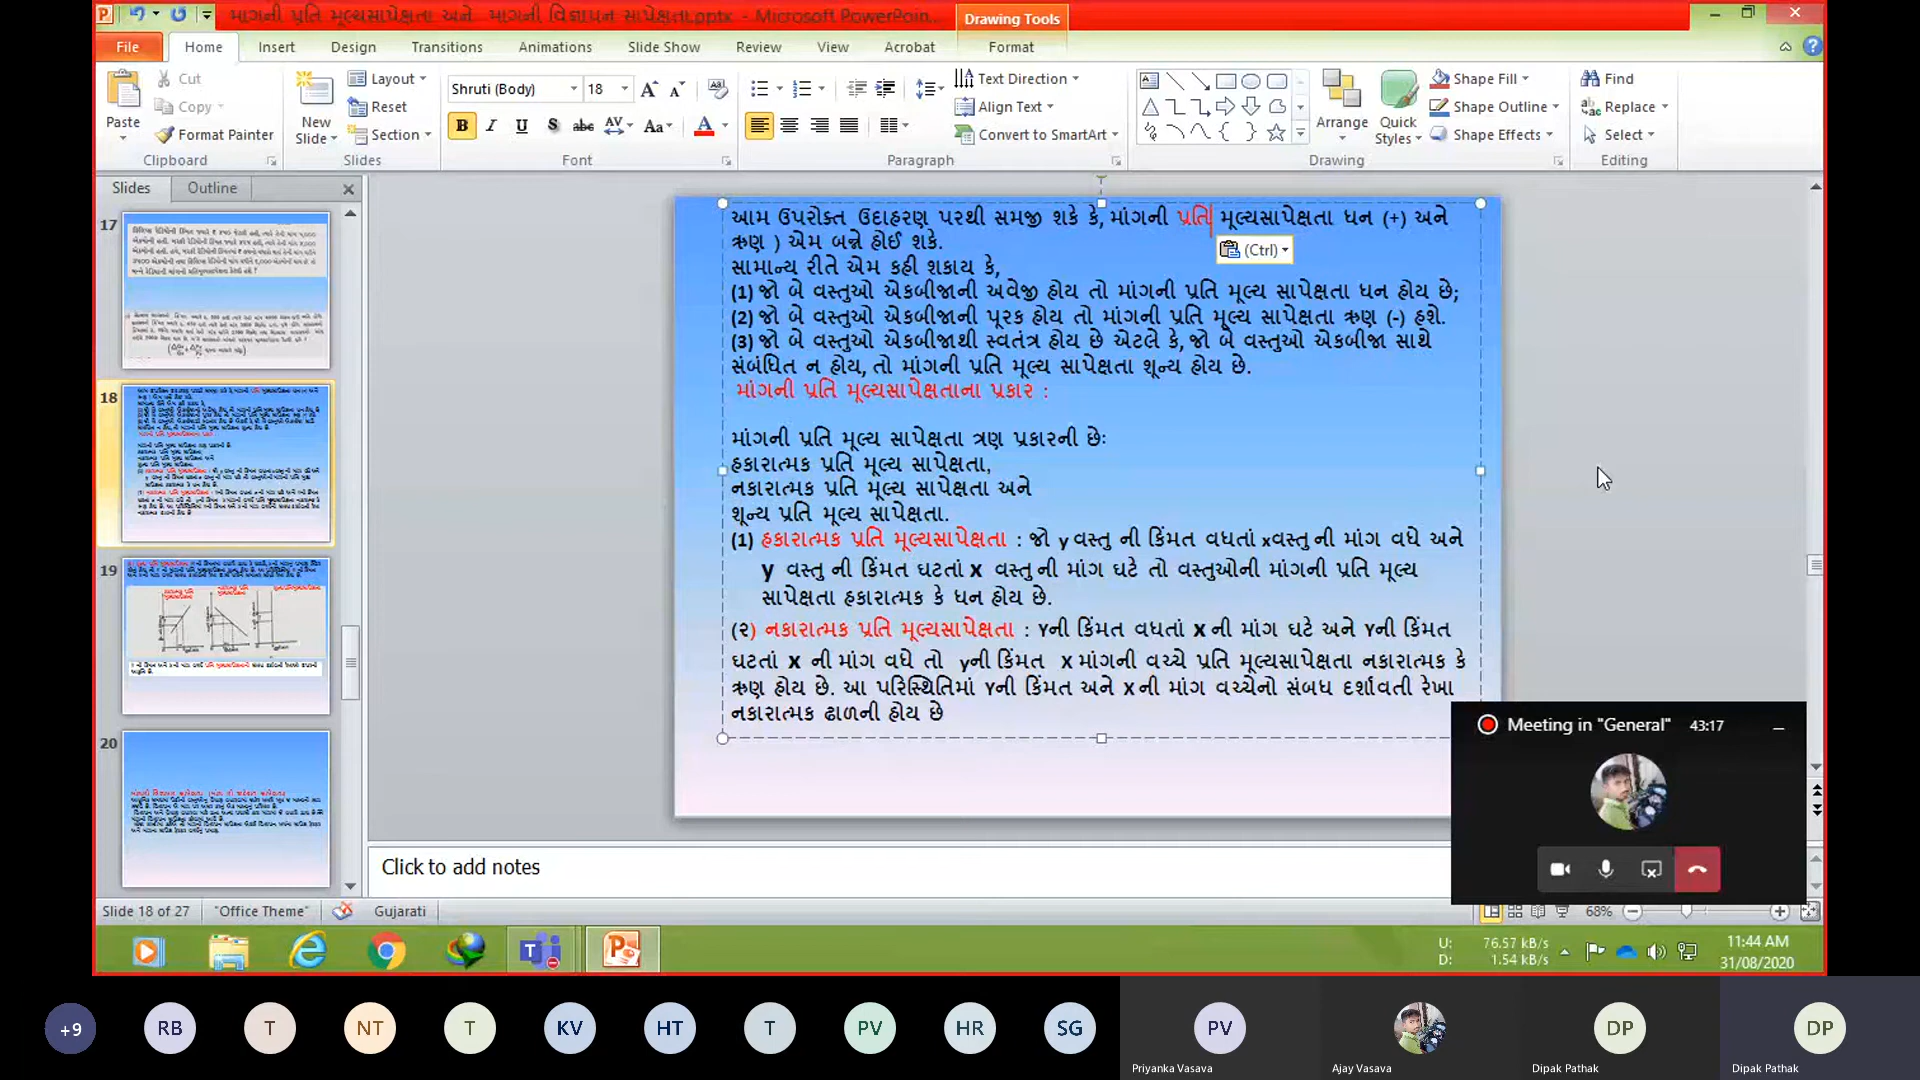 માંગની પ્રતિ મૂલ્યસાપેક્ષતા અને માંગની વિજ્ઞાપન સાપેક્ષતા.pptx - Microsoft PowerPoin...
Drawing Tools
File Home Insert Design Transitions Animations Slide Show Review View Acrobat Format
Paste
Cut
Copy
Format Painter
Clipboard
New Slide
Layout
Reset
Section
Slides
Shruti (Body) 18
Font
Text Direction
Align Text
Convert to SmartArt
Paragraph
Arrange
Quick Styles
Shape Fill
Shape Outline
Shape Effects
Drawing
Find
Replace
Select
Editing
Slides Outline
17
18
19
20
આમ ઉપરોક્ત ઉદાહરણ પરથી સમજી શકે કે, માંગની પ્રતિ મૂલ્યસાપેક્ષતા ધન (+) અને
ઋણ ) એમ બન્ને હોઈ શકે.
(Ctrl)
સામાન્ય રીતે એમ કહી શકાય કે,
(1) જો બે વસ્તુઓ એકબીજાની અવેજી હોય તો માંગની પ્રતિ મૂલ્ય સાપેક્ષતા ધન હોય છે;
(2) જો બે વસ્તુઓ એકબીજાની પૂરક હોય તો માંગની પ્રતિ મૂલ્ય સાપેક્ષતા ઋણ (-) હશે.
(3) જો બે વસ્તુઓ એકબીજાથી સ્વતંત્ર હોય છે એટલે કે, જો બે વસ્તુઓ એકબીજા સાથે
સંબંધિત ન હોય, તો માંગની પ્રતિ મૂલ્ય સાપેક્ષતા શૂન્ય હોય છે.
માંગની પ્રતિ મૂલ્યસાપેક્ષતાના પ્રકાર :
માંગની પ્રતિ મૂલ્ય સાપેક્ષતા ત્રણ પ્રકારની છેઃ
હકારાત્મક પ્રતિ મૂલ્ય સાપેક્ષતા,
નકારાત્મક પ્રતિ મૂલ્ય સાપેક્ષતા અને
શૂન્ય પ્રતિ મૂલ્ય સાપેક્ષતા.
(1) હકારાત્મક પ્રતિ મૂલ્યસાપેક્ષતા : જો y વસ્તુ ની કિંમત વધતાં xવસ્તુ ની માંગ વધે અને
y વસ્તુ ની કિંમત ઘટતાં x વસ્તુ ની માંગ ઘટે તો વસ્તુઓની માંગની પ્રતિ મૂલ્ય
સાપેક્ષતા હકારાત્મક કે ધન હોય છે.
(૨) નકારાત્મક પ્રતિ મૂલ્યસાપેક્ષતા : Yની કિંમત વધતાં X ની માંગ ઘટે અને Yની કિંમત
ઘટતાં X ની માંગ વધે તો yની કિંમત X માંગની વચ્ચે પ્રતિ મૂલ્યસાપેક્ષતા નકારાત્મક કે
ઋણ હોય છે. આ પરિસ્થિતિમાં Yની કિંમત અને X ની માંગ વચ્ચેનો સંબધ દર્શાવતી રેખા
નકારાત્મક ઢાળની હોય છે
Meeting in "General" 43:17
Click to add notes
Slide 18 of 27 "Office Theme" Gujarati 68%
U: 76.57 kB/s
D: 1.54 kB/s
11:44 AM
31/08/2020
+9 RB T NT T KV HT T PV HR SG PV DP DP
Priyanka Vasava Ajay Vasava Dipak Pathak Dipak Pathak